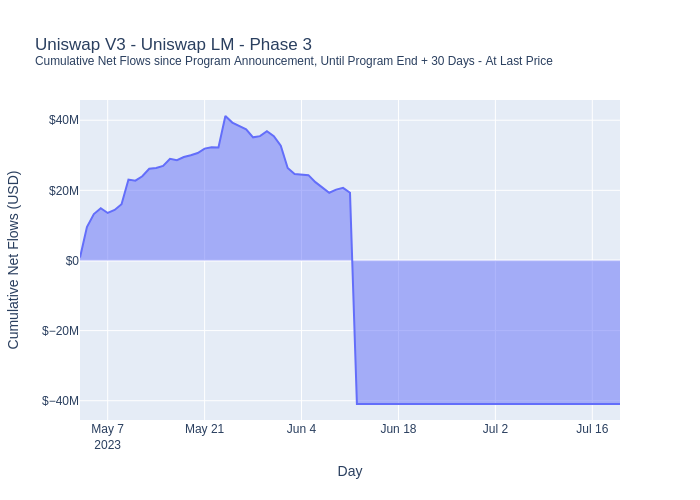 Uniswap V3 - Uniswap LM - Phase 3
Cumulative Net Flows since Program Announcement, Until Program End + 30 Days - At Last Price
Cumulative Net Flows (USD)
$40M
$20M
$0
$−20M
$−40M
May 7
2023
May 21
Jun 4
Jun 18
Jul 2
Jul 16
Day